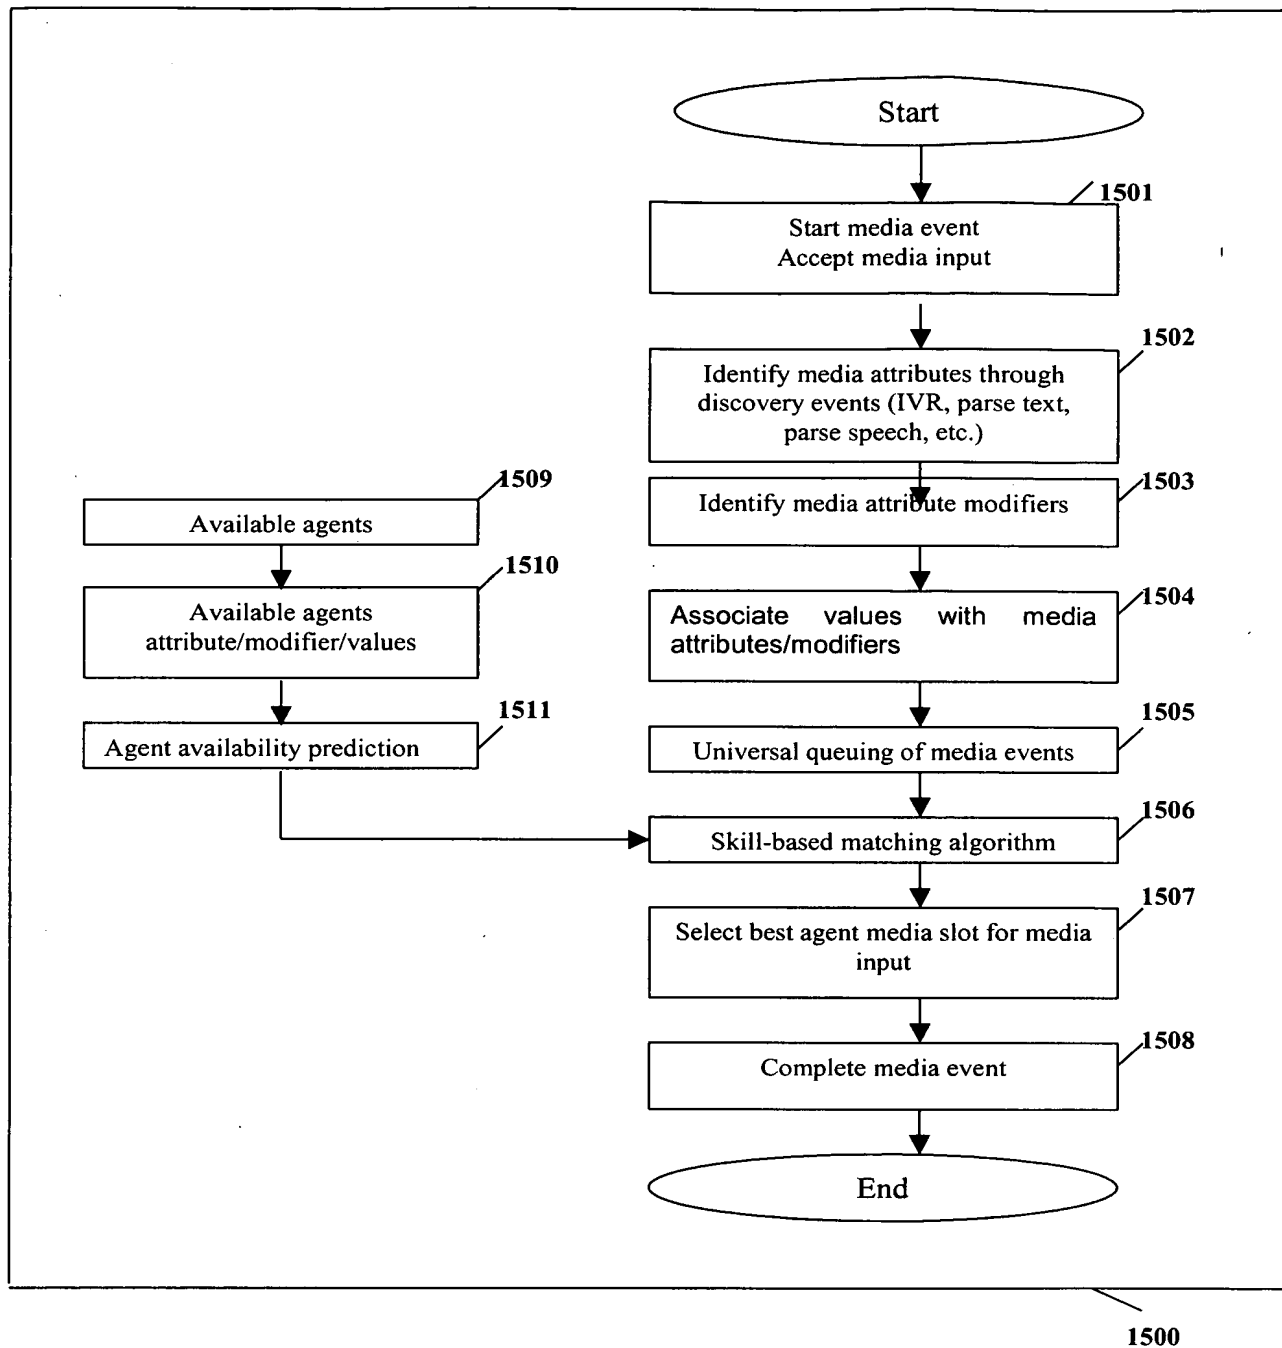 Start
1501
Start media event
Accept media input
1502
Identify media attributes through
discovery events (IVR, parse text,
parse speech, etc.)
1503
Identify media attribute modifiers
1504
Associate values with media
attributes/modifiers
1505
Universal queuing of media events
1506
Skill-based matching algorithm
1507
Select best agent media slot for media
input
1508
Complete media event
End
1509
Available agents
1510
Available agents
attribute/modifier/values
1511
Agent availability prediction
1500